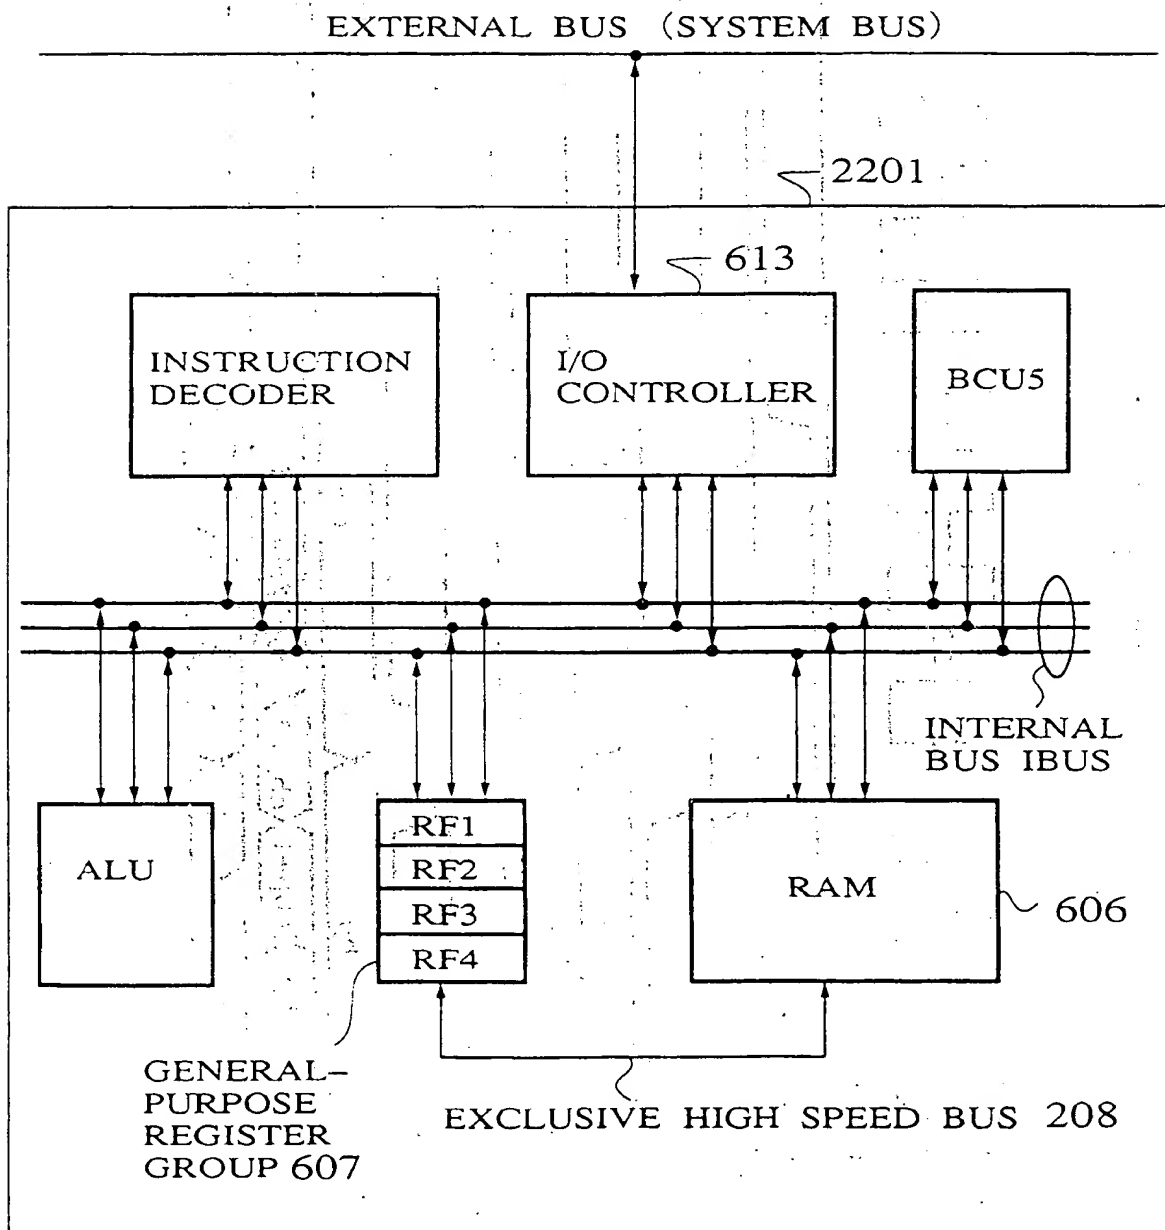 EXTERNAL BUS (SYSTEM BUS)
2201
613
INSTRUCTION
DECODER
I/O
CONTROLLER
BCU5
INTERNAL
BUS IBUS
ALU
RF1
RF2
RF3
RF4
RAM
606
GENERAL-
PURPOSE
REGISTER
GROUP 607
EXCLUSIVE HIGH SPEED BUS 208